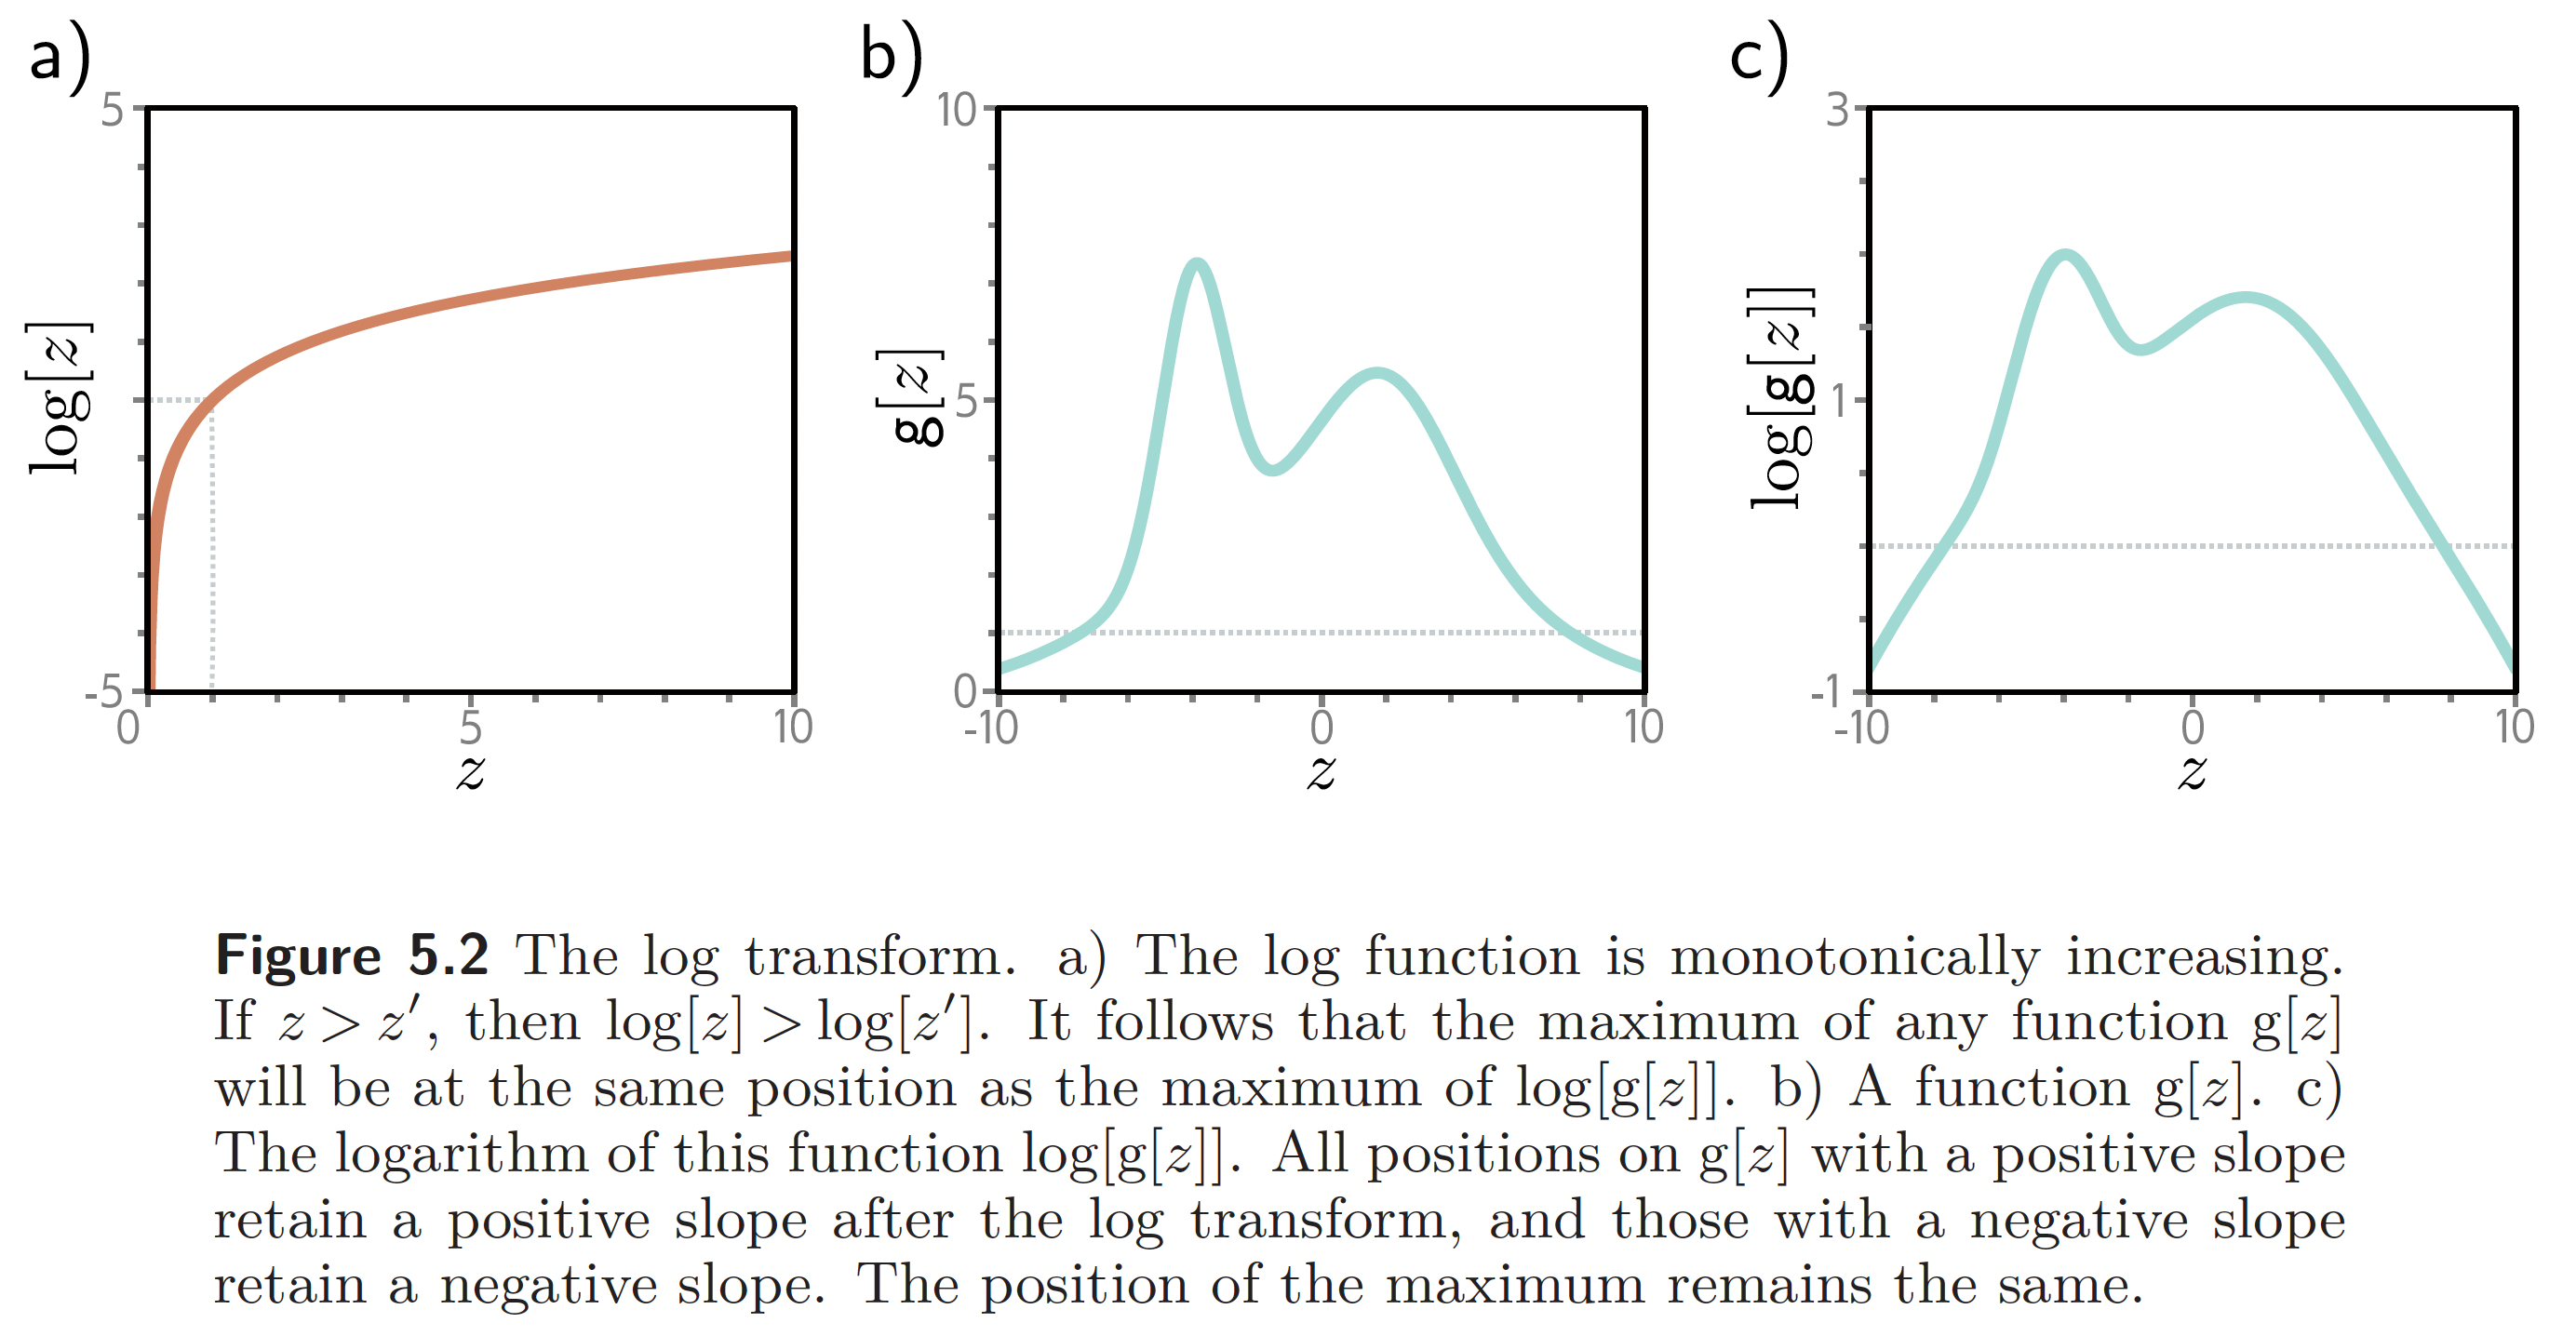 a)
5
-5
0
5
10
log[z]
z
b)
10
5
0
-10
0
10
g[z]
z
c)
3
1
-1
-10
0
10
log[g[z]]
z
Figure 5.2 The log transform. a) The log function is monotonically increasing.
If z > z′, then log[z] > log[z′]. It follows that the maximum of any function g[z]
will be at the same position as the maximum of log[g[z]]. b) A function g[z]. c)
The logarithm of this function log[g[z]]. All positions on g[z] with a positive slope
retain a positive slope after the log transform, and those with a negative slope
retain a negative slope. The position of the maximum remains the same.